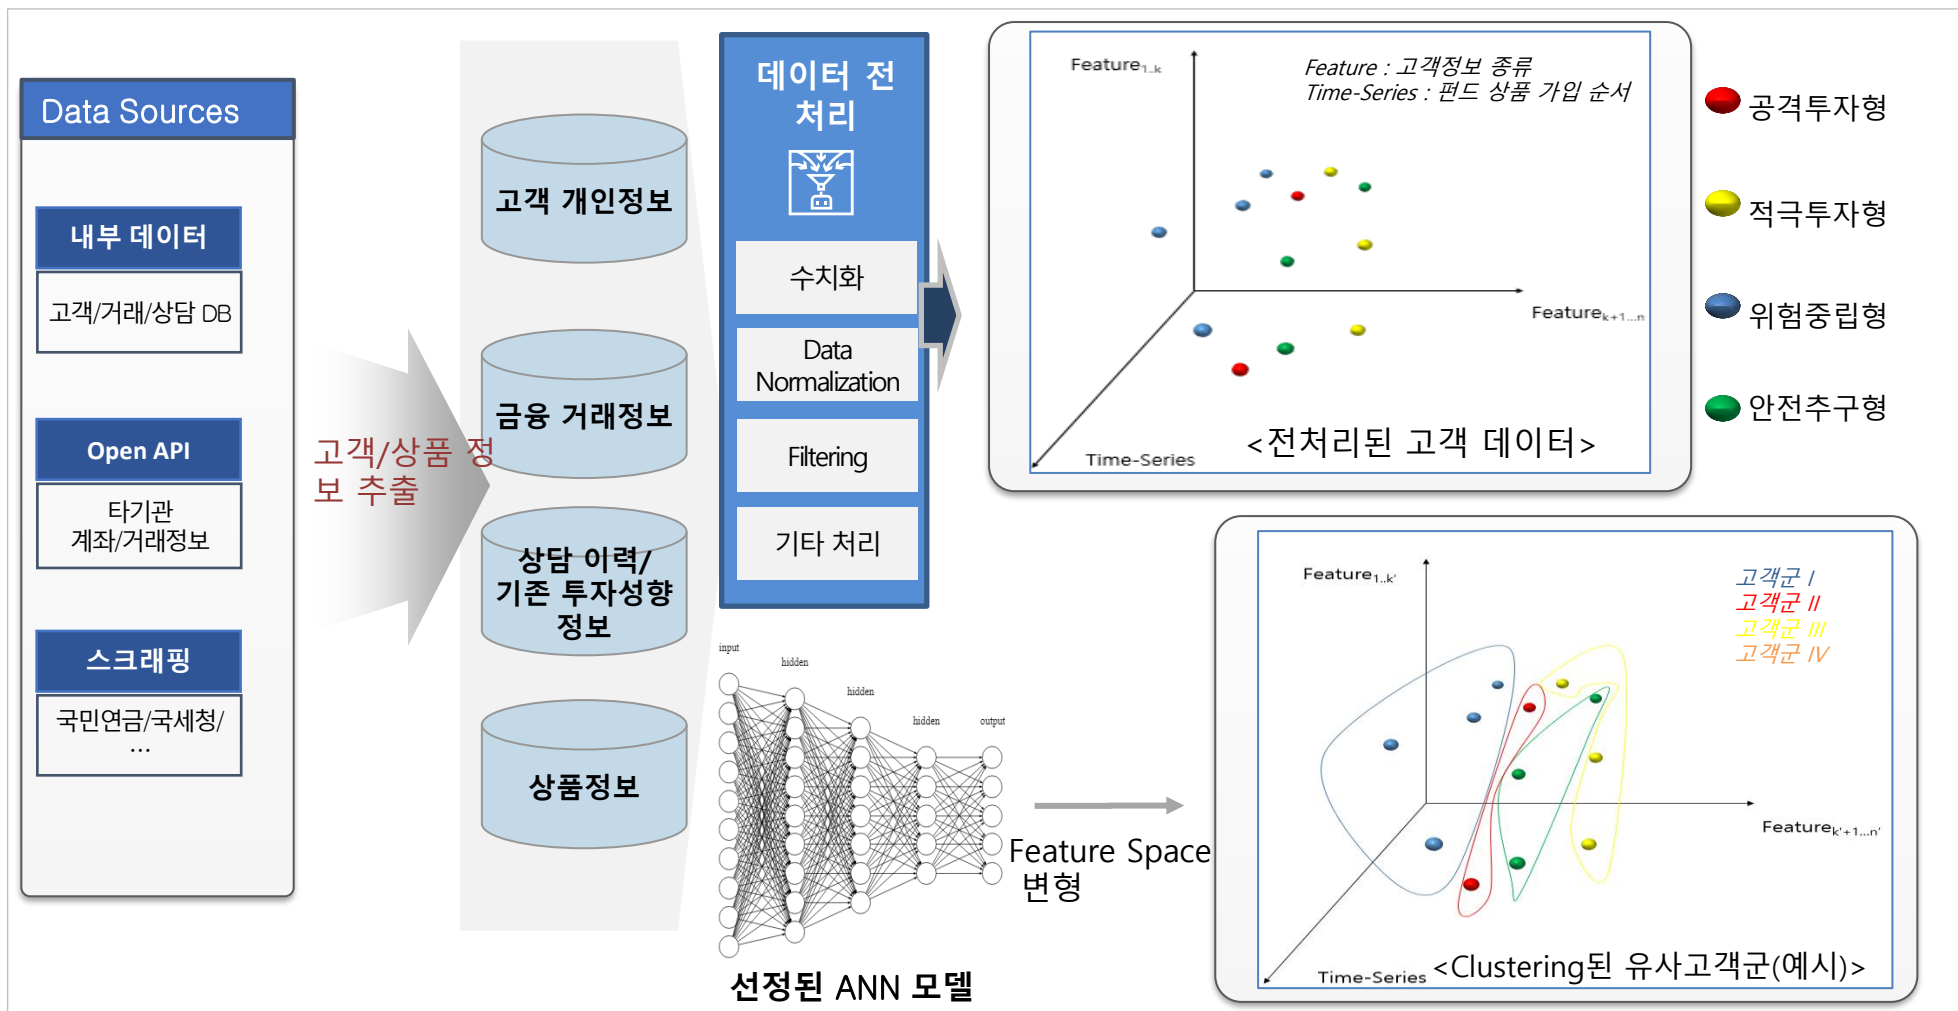 Data Sources
내부 데이터
고객/거래/상담 DB
Open API
타기관
계좌/거래정보
스크래핑
국민연금/국세청/
…
고객/상품 정
보 추출
고객 개인정보
금융 거래정보
상담 이력/
기존 투자성향
정보
상품정보
데이터 전
처리
수치화
Data
Normalization
Filtering
기타 처리
Feature1..k
Feature : 고객정보 종류
Time-Series : 펀드 상품 가입 순서
Featurek+1...n
Time-Series
<전처리된 고객 데이터>
공격투자형
적극투자형
위험중립형
안전추구형
input
hidden
hidden
hidden
output
선정된 ANN 모델
Feature Space
변형
Feature1..k'
고객군 I
고객군 II
고객군 III
고객군 IV
Featurek'+1...n'
Time-Series
<Clustering된 유사고객군(예시)>